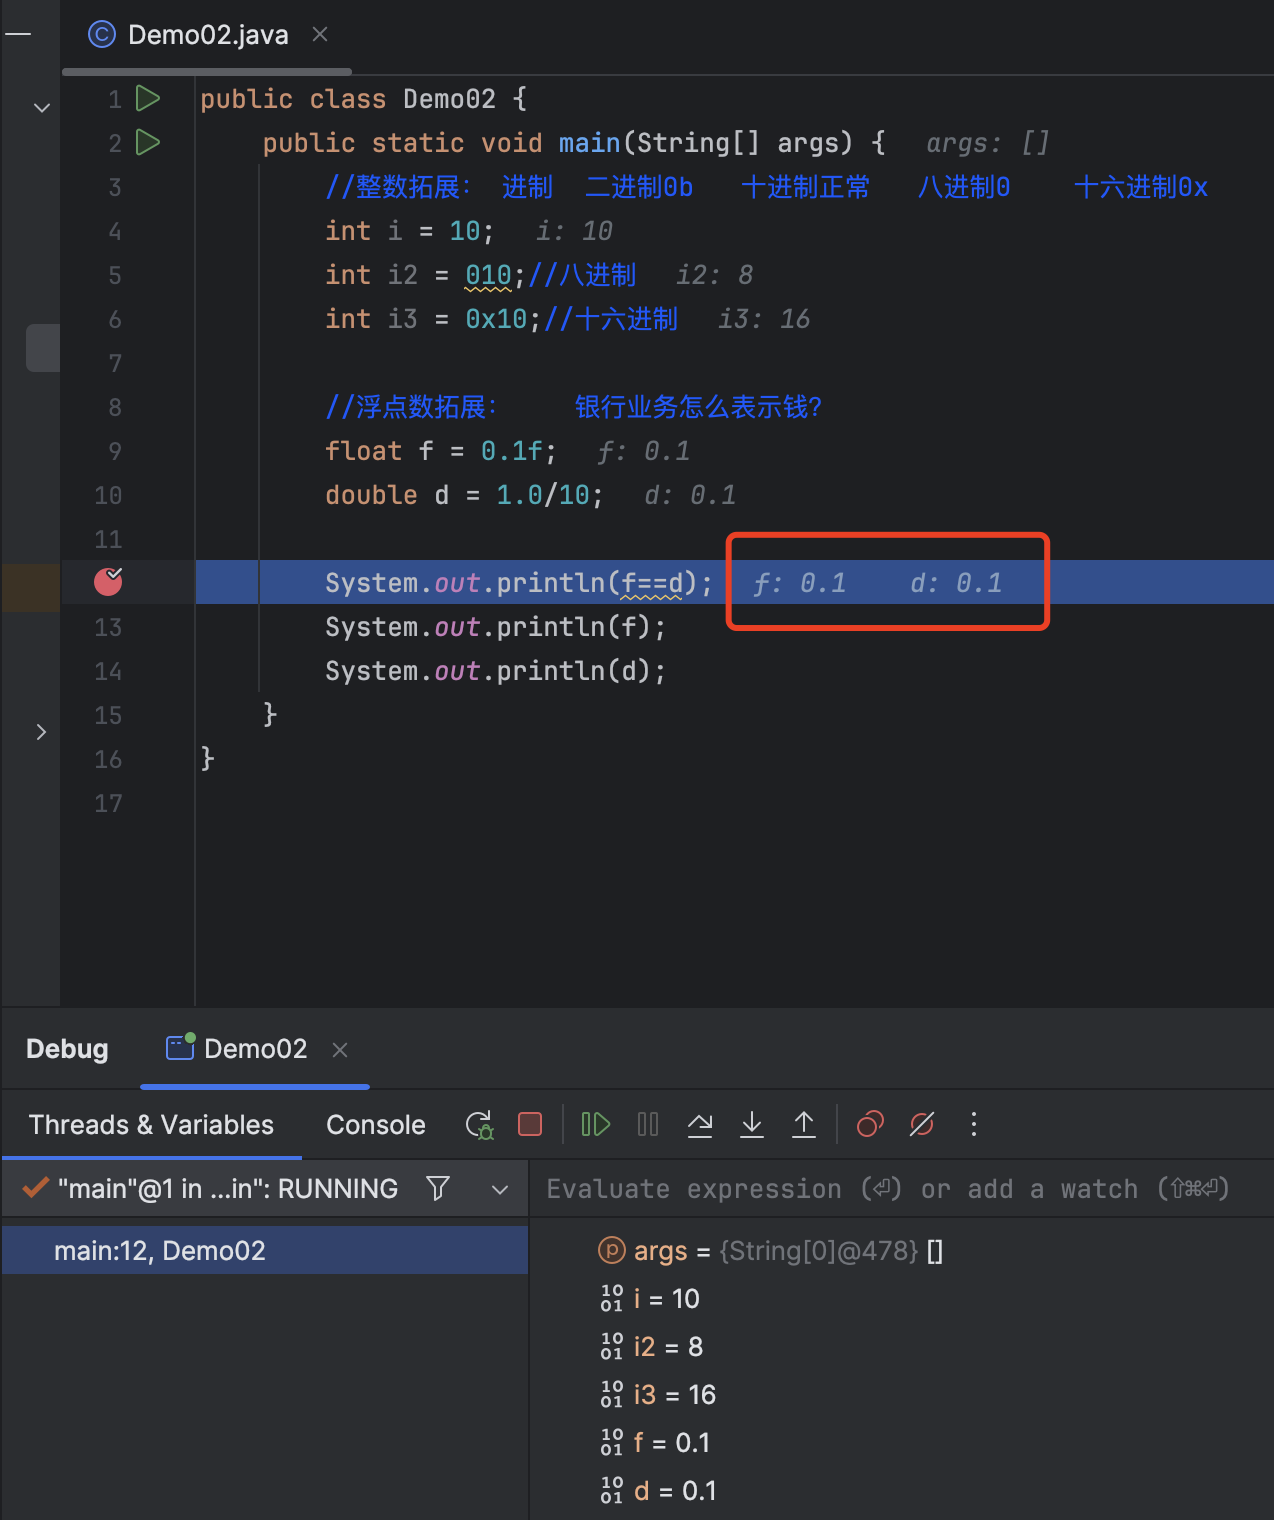 Demo02.java
1 public class Demo02 {
2 public static void main(String[] args) { args: []
3 //整数拓展： 进制 二进制0b 十进制正常 八进制0 十六进制0x
4 int i = 10; i: 10
5 int i2 = 010;//八进制 i2: 8
6 int i3 = 0x10;//十六进制 i3: 16
7
8 //浮点数拓展： 银行业务怎么表示钱?
9 float f = 0.1f; f: 0.1
10 double d = 1.0/10; d: 0.1
11
System.out.println(f==d); f: 0.1 d: 0.1
13 System.out.println(f);
14 System.out.println(d);
15 }
16 }
17
Debug Demo02
Threads & Variables Console
"main"@1 in ...in": RUNNING
Evaluate expression (⏎) or add a watch (⇧⌘⏎)
main:12, Demo02
args = {String[0]@478} []
i = 10
i2 = 8
i3 = 16
f = 0.1
d = 0.1